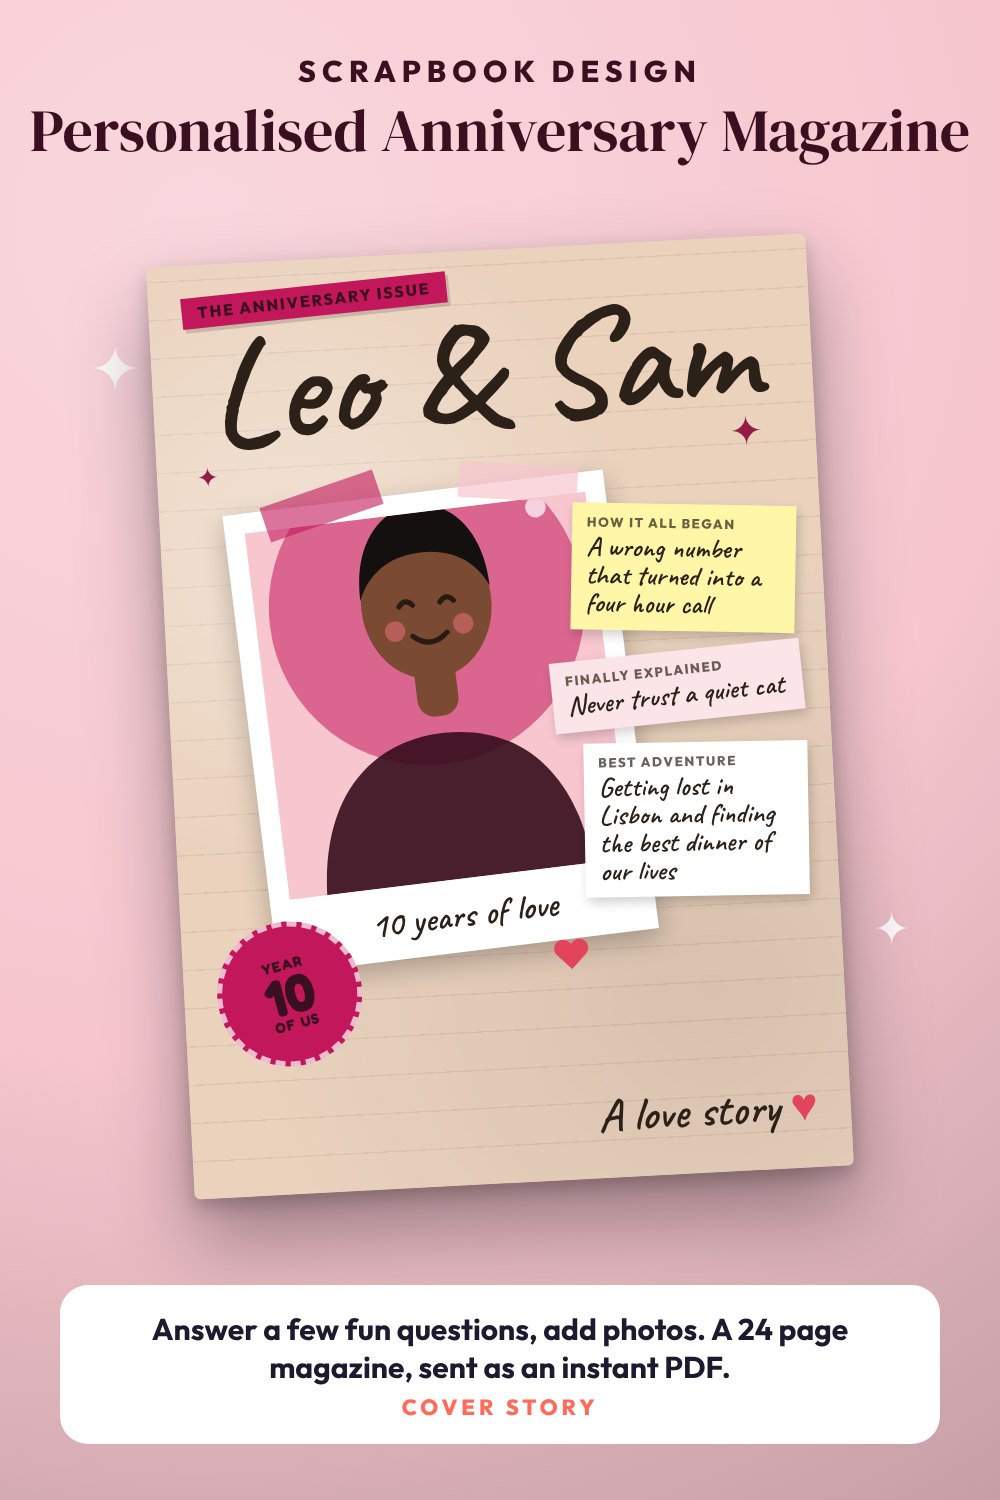 SCRAPBOOK DESIGN
Personalised Anniversary Magazine
THE ANNIVERSARY ISSUE
Leo & Sam
HOW IT ALL BEGAN
A wrong number
that turned into a
four hour call
FINALLY EXPLAINED
Never trust a quiet cat
BEST ADVENTURE
Getting lost in
Lisbon and finding
the best dinner of
our lives
10 years of love
YEAR
10
OF US
A love story
Answer a few fun questions, add photos. A 24 page
magazine, sent as an instant PDF.
COVER STORY